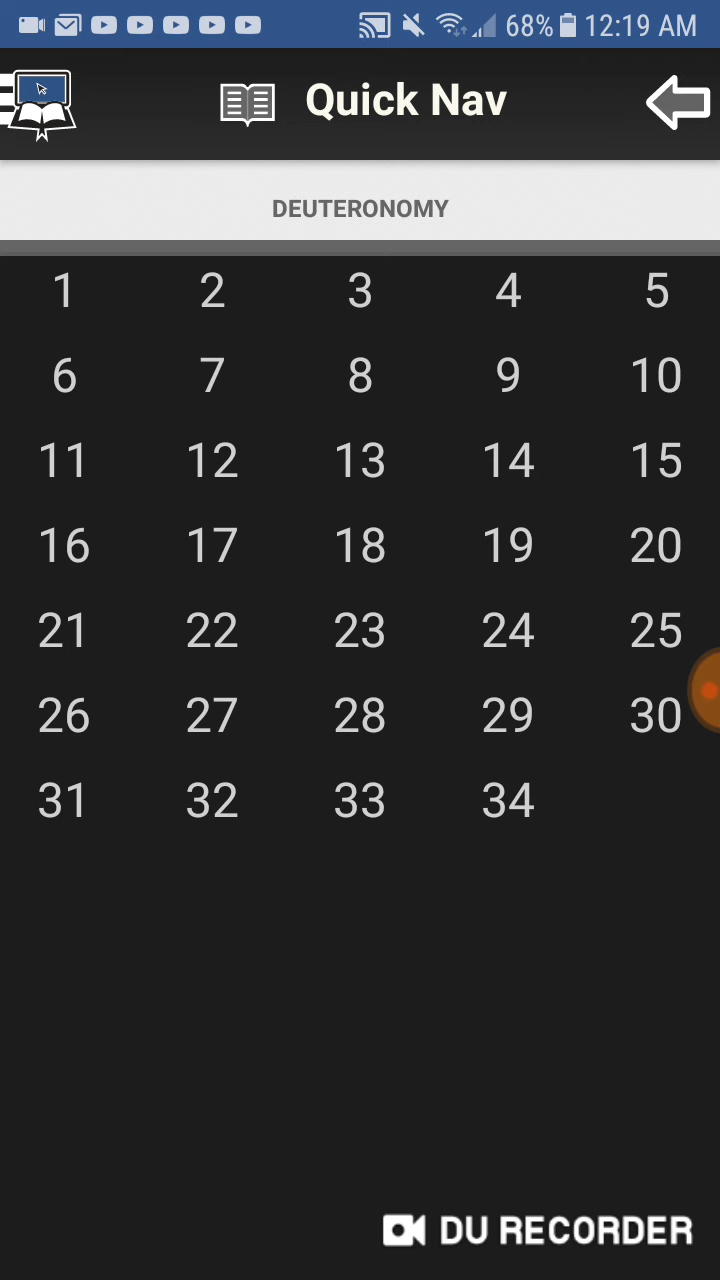 68% 12:19 AM
Quick Nav
DEUTERONOMY
1 2 3 4 5
6 7 8 9 10
11 12 13 14 15
16 17 18 19 20
21 22 23 24 25
26 27 28 29 30
31 32 33 34
DU RECORDER